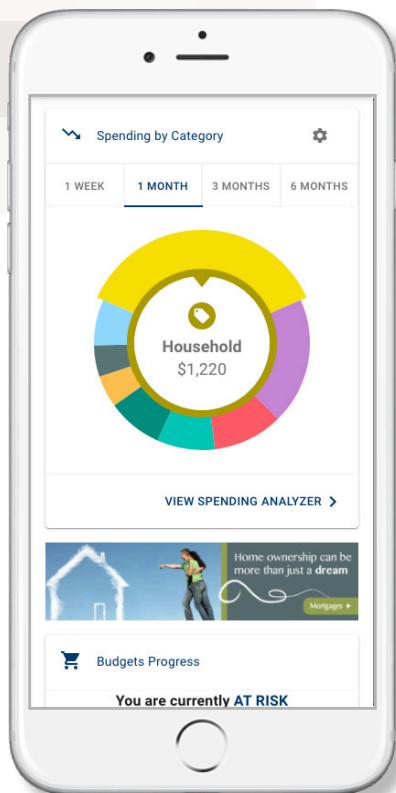 Spending by Category
1 WEEK 1 MONTH 3 MONTHS 6 MONTHS
Household
$1,220
VIEW SPENDING ANALYZER
Home ownership can be
more than just a dream
Mortgages
Budgets Progress
You are currently AT RISK